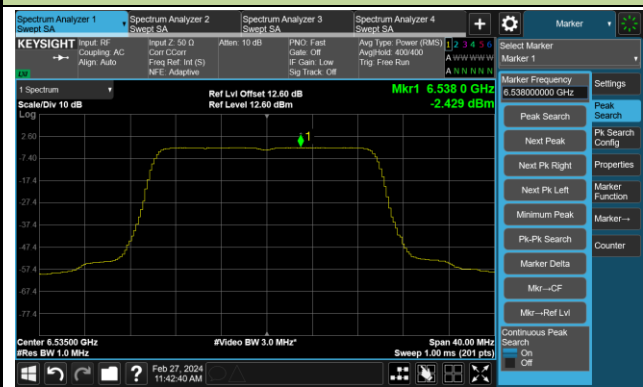 Spectrum Analyzer 1
Swept SA
Spectrum Analyzer 2
Swept SA
Spectrum Analyzer 3
Swept SA
Spectrum Analyzer 4
Swept SA
+
Marker
KEYSIGHT
Input: RF
Coupling: AC
Align: Auto
Input Z: 50 Ω
Corr CCorr
Freq Ref: Int (S)
NFE: Adaptive
Atten: 10 dB
PNO: Fast
Gate: Off
IF Gain: Low
Sig Track: Off
Avg Type: Power (RMS)
Avg|Hold: 400/400
Trig: Free Run
1 2 3 4 5 6
A W W W W W
A N N N N N
Select Marker
Marker 1
1 Spectrum
Scale/Div 10 dB
Log
Ref Lvl Offset 12.60 dB
Ref Level 12.60 dBm
Mkr1 6.538 0 GHz
-2.429 dBm
2.60
-7.40
-17.4
-27.4
-37.4
-47.4
-57.4
-67.4
-77.4
1
Center 6.53500 GHz
#Res BW 1.0 MHz
#Video BW 3.0 MHz*
Span 40.00 MHz
Sweep 1.00 ms (201 pts)
Marker Frequency
6.538000000 GHz
Peak Search
Next Peak
Next Pk Right
Next Pk Left
Minimum Peak
Pk-Pk Search
Marker Delta
Mkr→CF
Mkr→Ref Lvl
Continuous Peak
Search
On
Off
Settings
Peak
Search
Pk Search
Config
Properties
Marker
Function
Marker→
Counter
?
Feb 27, 2024
11:42:40 AM